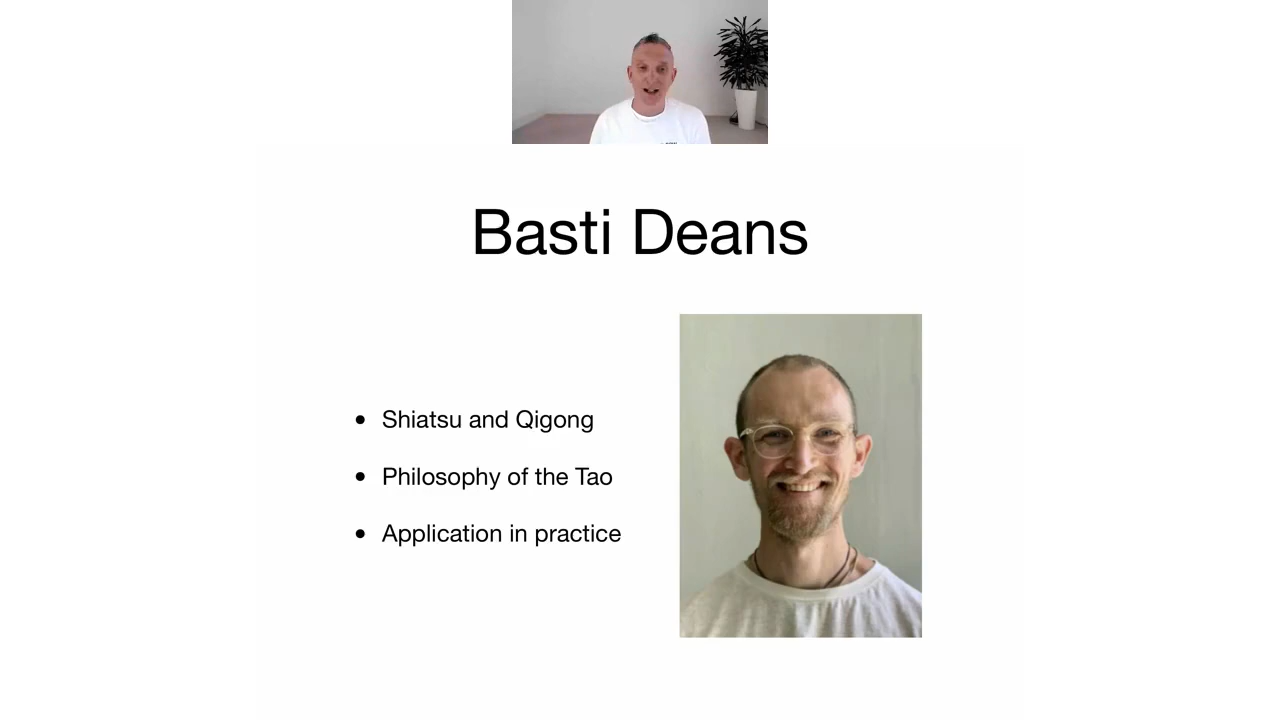 Basti Deans
Shiatsu and Qigong
Philosophy of the Tao
Application in practice